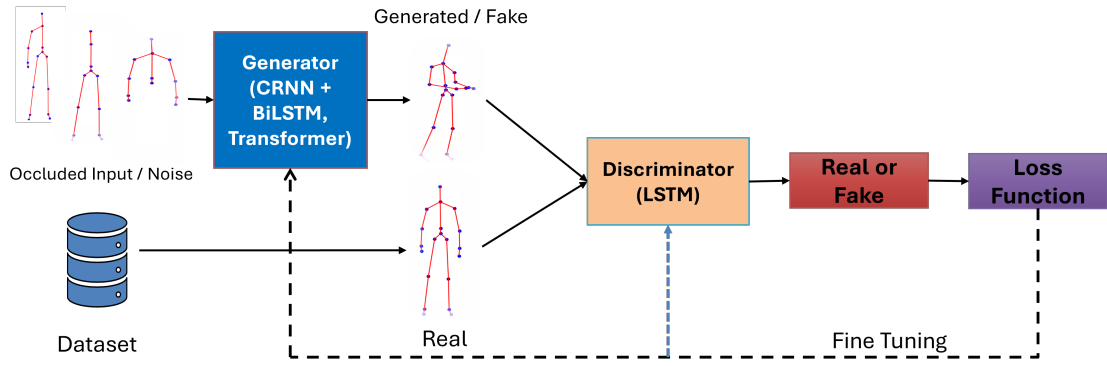 Generated / Fake
Generator
(CRNN +
BiLSTM,
Transformer)
Occluded Input / Noise
Discriminator
(LSTM)
Real or
Fake
Loss
Function
Dataset
Real
Fine Tuning